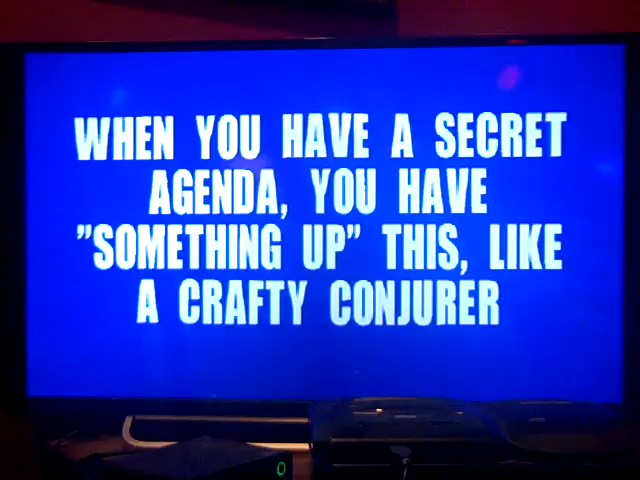 WHEN YOU HAVE A SECRET
AGENDA, YOU HAVE
"SOMETHING UP" THIS, LIKE
A CRAFTY CONJURER